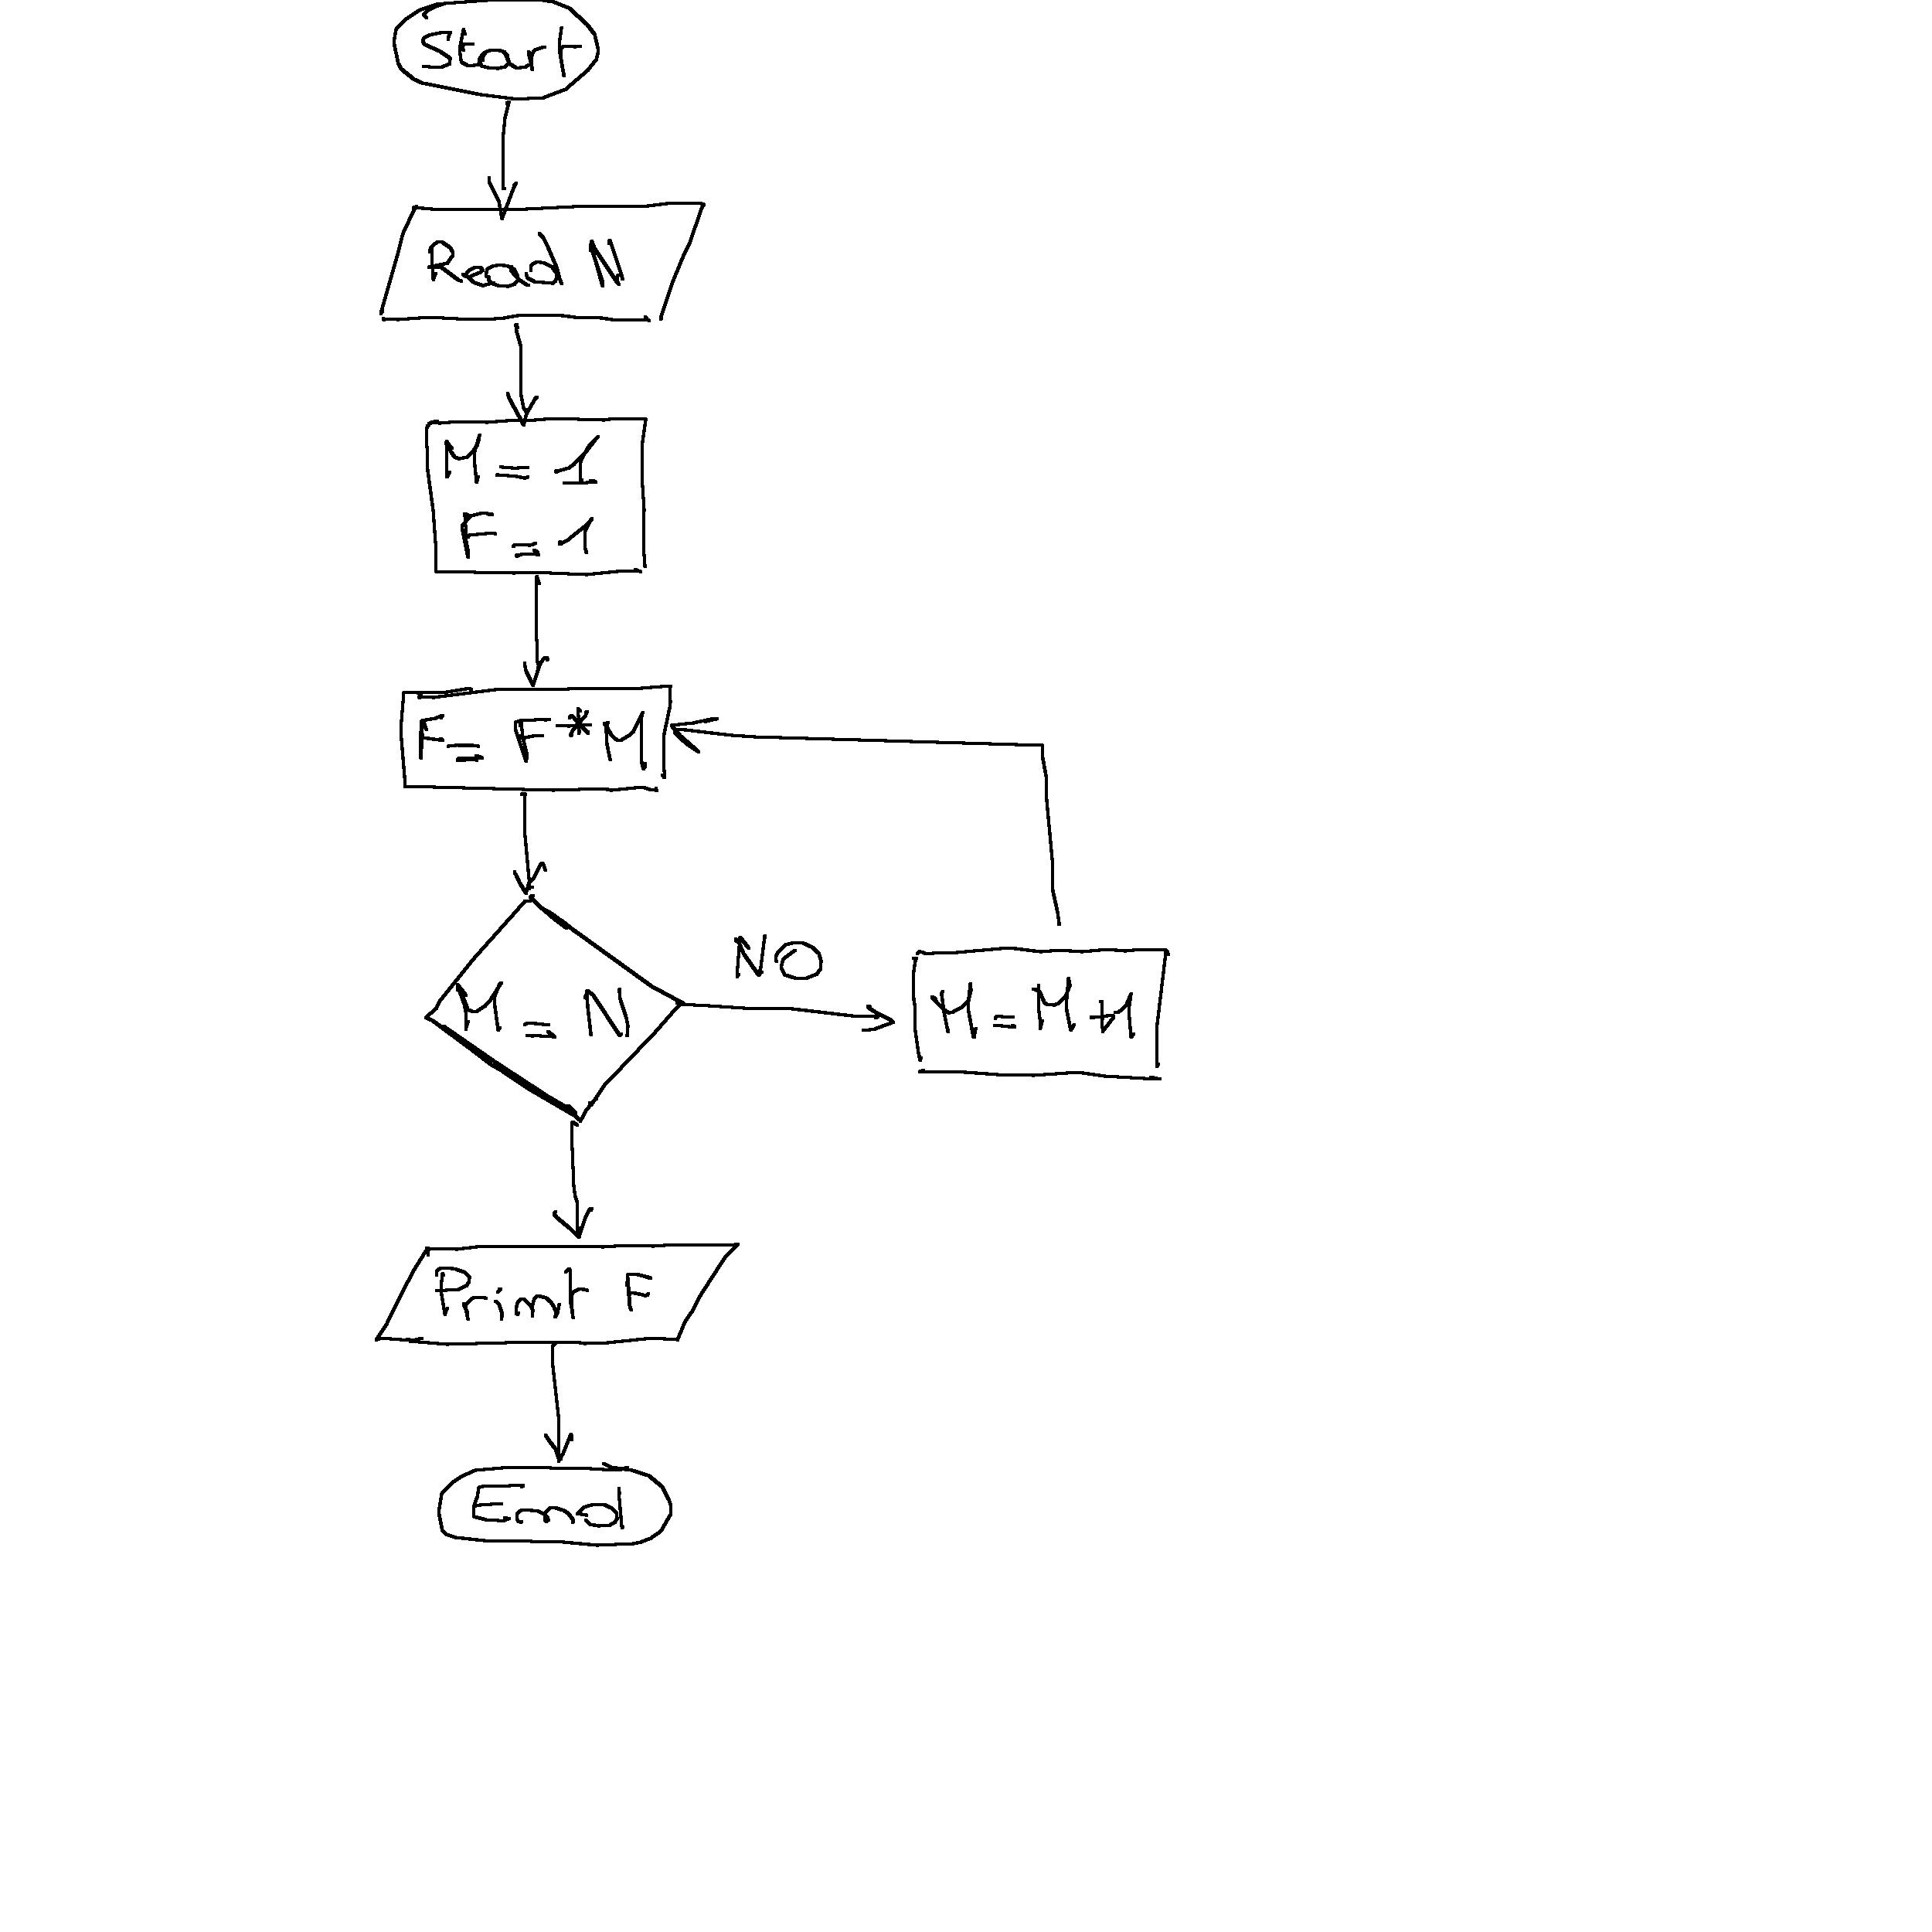 Start
Read N
M = 1
F = 1
F = F * M
M = N
NO
M = M + 1
Print F
End